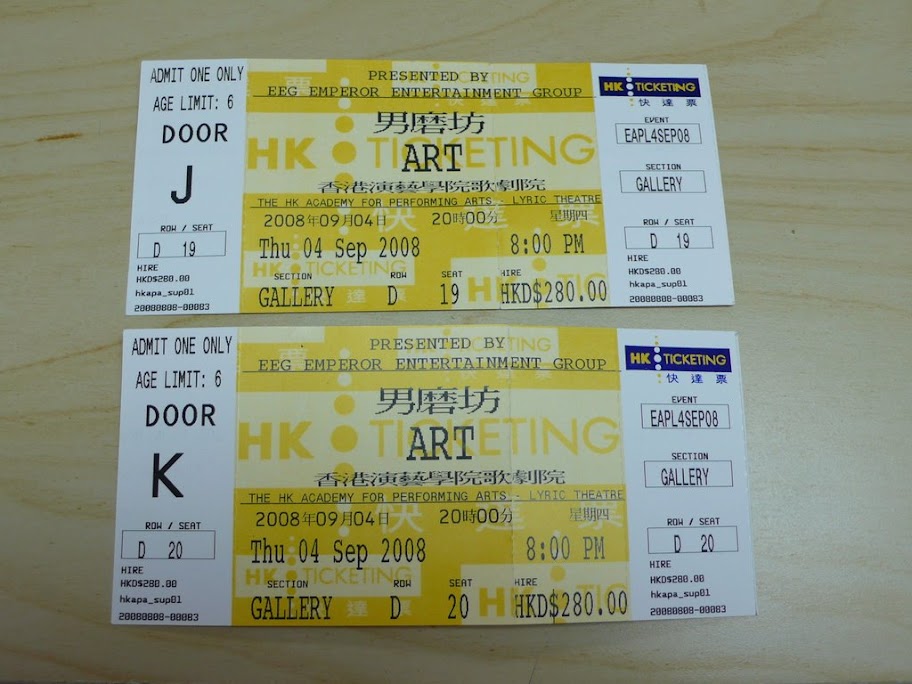 ADMIT ONE ONLY
AGE LIMIT: 6
DOOR
J
ROW / SEAT
D 19
HIRE
HKD$280.00
hkapa_sup01
20080808-00083
PRESENTED BY
EEG EMPEROR ENTERTAINMENT GROUP
男磨坊
HK TICKETING
ART
香港演藝學院歌劇院
THE HK ACADEMY FOR PERFORMING ARTS - LYRIC THEATRE
2008年09月04日 20時00分 星期四
Thu 04 Sep 2008 8:00 PM
SECTION ROW SEAT HIRE
GALLERY D 19 HKD$280.00
HK TICKETING
快達票
EVENT
EAPL4SEP08
SECTION
GALLERY
ROW / SEAT
D 19
HIRE
HKD$280.00
hkapa_sup01
20080808-00083
ADMIT ONE ONLY
AGE LIMIT: 6
DOOR
K
ROW / SEAT
D 20
HIRE
HKD$280.00
hkapa_sup01
20080808-00083
PRESENTED BY
EEG EMPEROR ENTERTAINMENT GROUP
男磨坊
HK TICKETING
ART
香港演藝學院歌劇院
THE HK ACADEMY FOR PERFORMING ARTS - LYRIC THEATRE
2008年09月04日 20時00分 星期四
Thu 04 Sep 2008 8:00 PM
SECTION ROW SEAT HIRE
GALLERY D 20 HKD$280.00
HK TICKETING
快達票
EVENT
EAPL4SEP08
SECTION
GALLERY
ROW / SEAT
D 20
HIRE
HKD$280.00
hkapa_sup01
20080808-00083